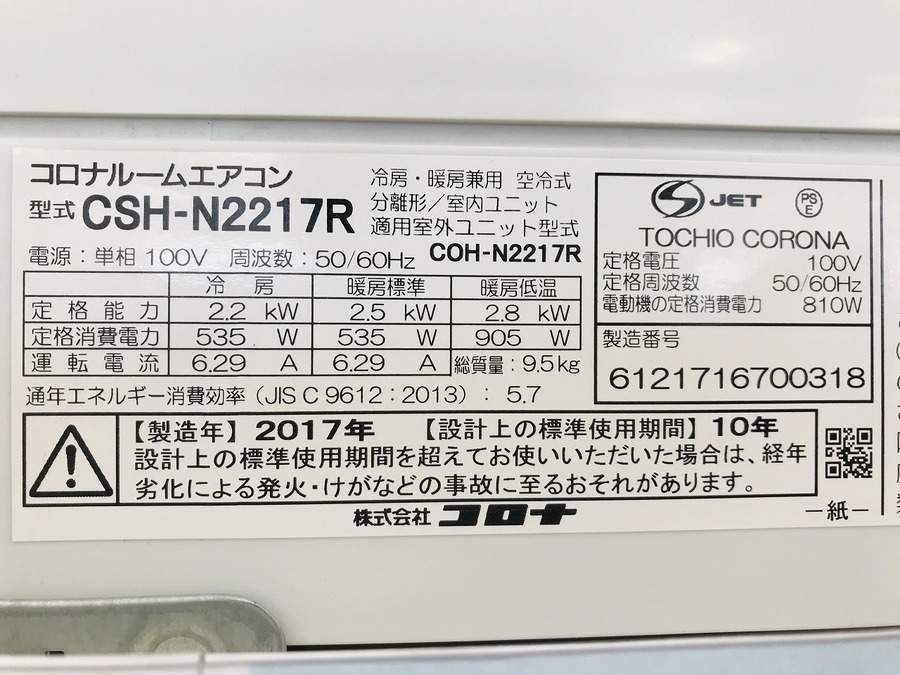 コロナルームエアコン
型式 CSH-N2217R
冷房・暖房兼用 空冷式
分離形／室内ユニット
適用室外ユニット型式
COH-N2217R
電源：単相 100V 周波数：50/60Hz
冷 房 暖房標準 暖房低温
定格能力 2.2 kW 2.5 kW 2.8 kW
定格消費電力 535 W 535 W 905 W
運転電流 6.29 A 6.29 A 総質量：9.5kg
通年エネルギー消費効率（JIS C 9612：2013）： 5.7
S JET PS E
TOCHIO CORONA
定格電圧 100V
定格周波数 50/60Hz
電動機の定格消費電力 810W
製造番号
6121716700318
【製造年】2017年 【設計上の標準使用期間】10年
設計上の標準使用期間を超えてお使いいただいた場合は、経年
劣化による発火・けがなどの事故に至るおそれがあります。
株式会社 コロナ
－紙－